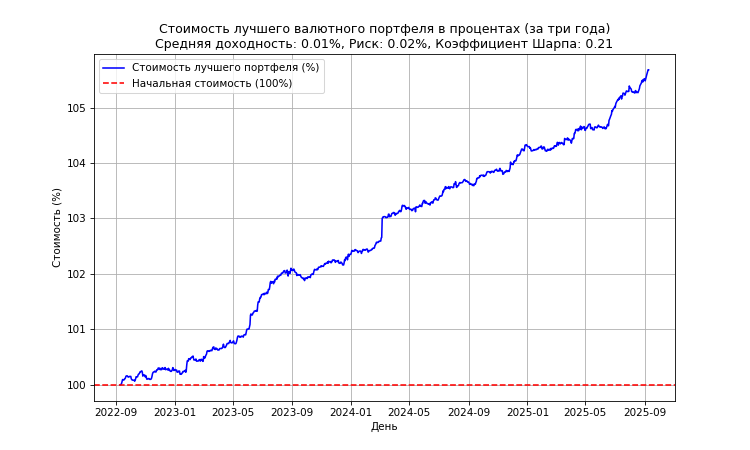 Стоимость лучшего валютного портфеля в процентах (за три года)
Средняя доходность: 0.01%, Риск: 0.02%, Коэффициент Шарпа: 0.21
Стоимость лучшего портфеля (%)
Начальная стоимость (100%)
Стоимость (%)
105
104
103
102
101
100
2022-09 2023-01 2023-05 2023-09 2024-01 2024-05 2024-09 2025-01 2025-05 2025-09
День